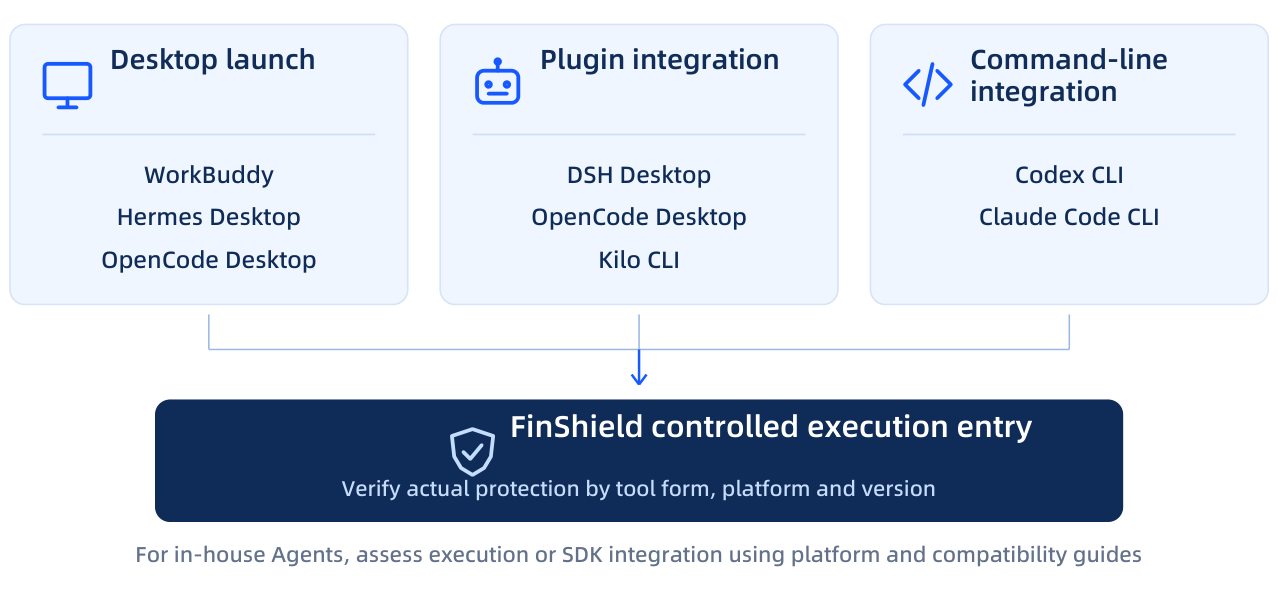 Desktop launch
WorkBuddy
Hermes Desktop
OpenCode Desktop
Plugin integration
DSH Desktop
OpenCode Desktop
Kilo CLI
Command-line
integration
Codex CLI
Claude Code CLI
FinShield controlled execution entry
Verify actual protection by tool form, platform and version
For in-house Agents, assess execution or SDK integration using platform and compatibility guides